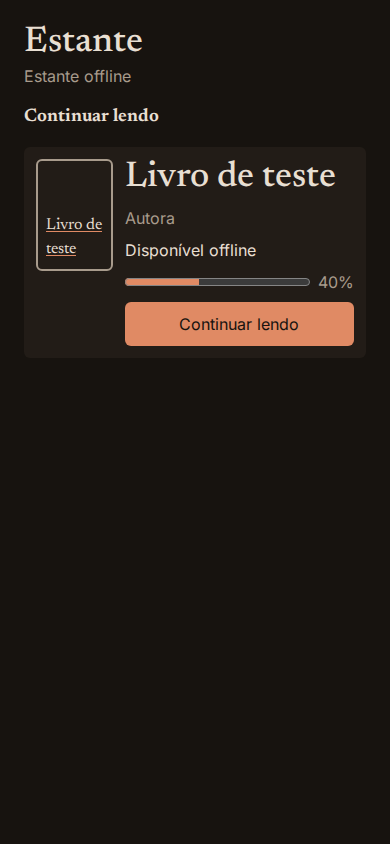 Estante
Estante offline
Continuar lendo
Livro de
teste
Livro de teste
Autora
Disponível offline
40%
Continuar lendo